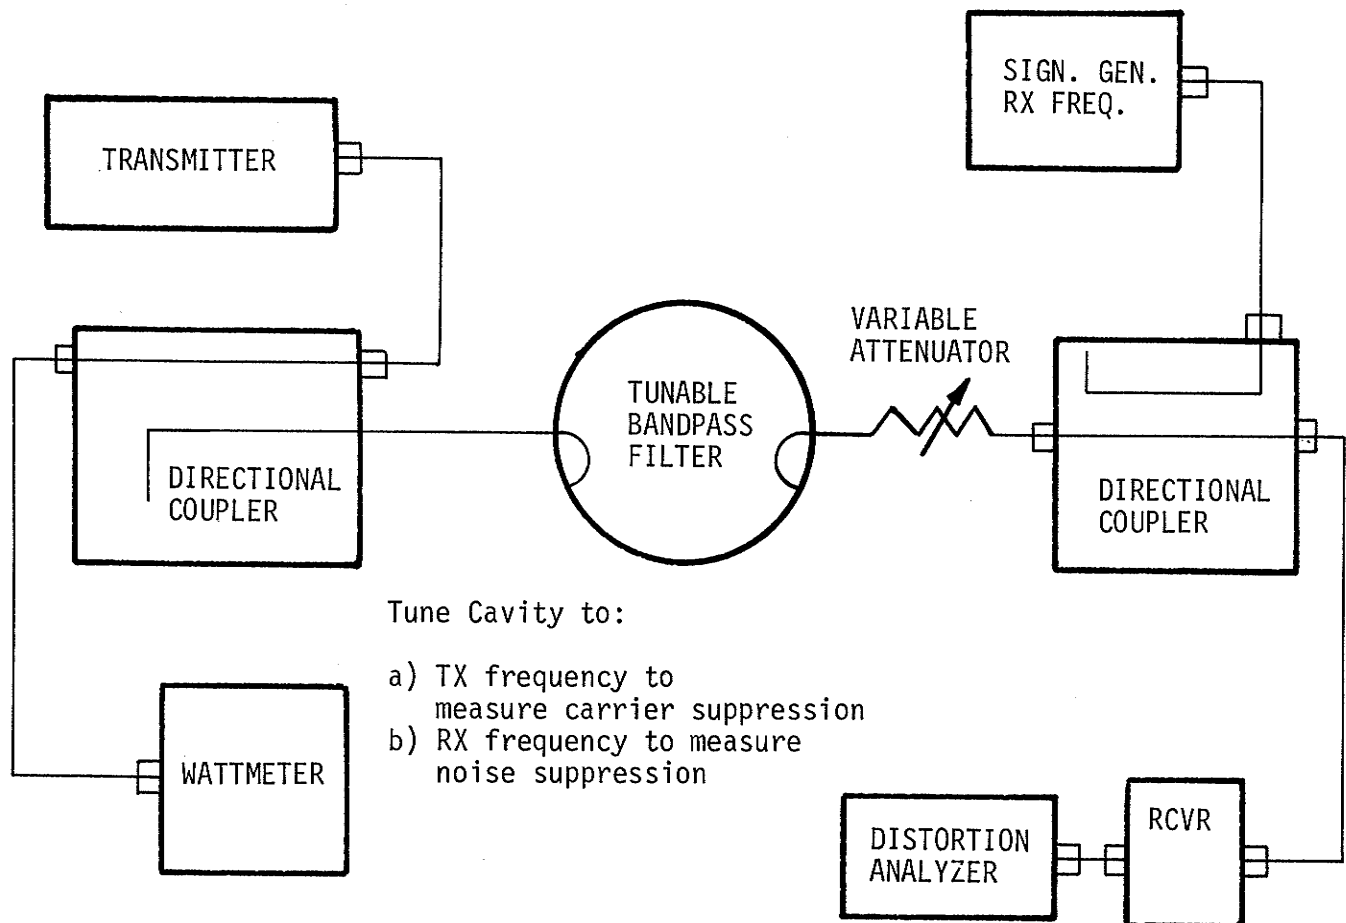 SIGN. GEN.
RX FREQ.
TRANSMITTER
VARIABLE
ATTENUATOR
TUNABLE
BANDPASS
FILTER
DIRECTIONAL
COUPLER
DIRECTIONAL
COUPLER
Tune Cavity to:
a) TX frequency to
measure carrier suppression
b) RX frequency to measure
noise suppression
WATTMETER
DISTORTION
ANALYZER
RCVR